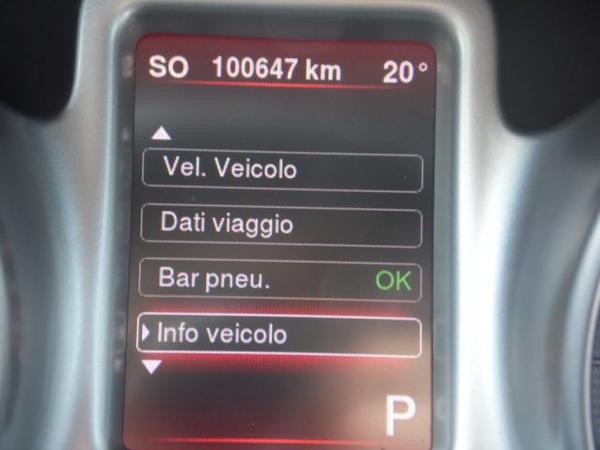 SO 100647 km 20°
Vel. Veicolo
Dati viaggio
Bar pneu. OK
Info veicolo
P